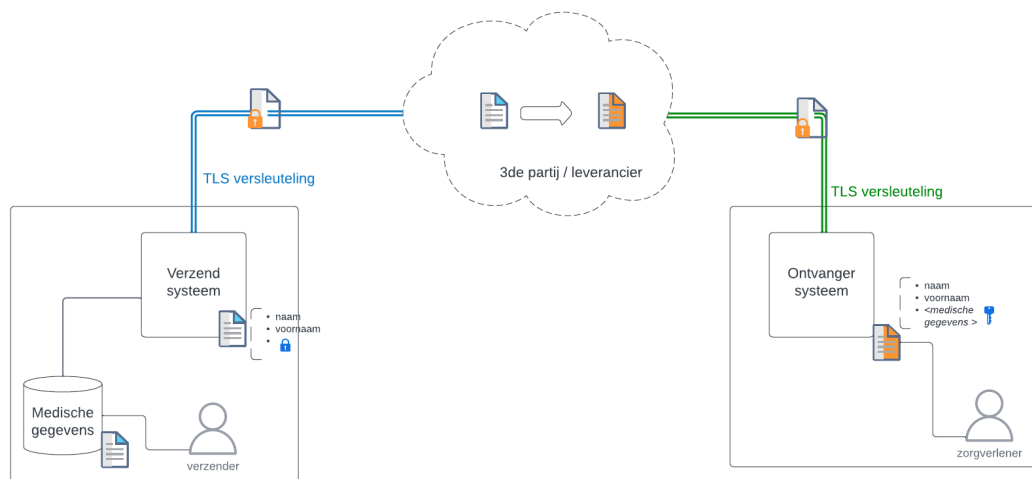 3de partij / leverancier
TLS versleuteling
TLS versleuteling
Verzend
systeem
• naam
• voornaam
•
Medische
gegevens
verzender
Ontvanger
systeem
• naam
• voornaam
• <medische
gegevens >
zorgverlener